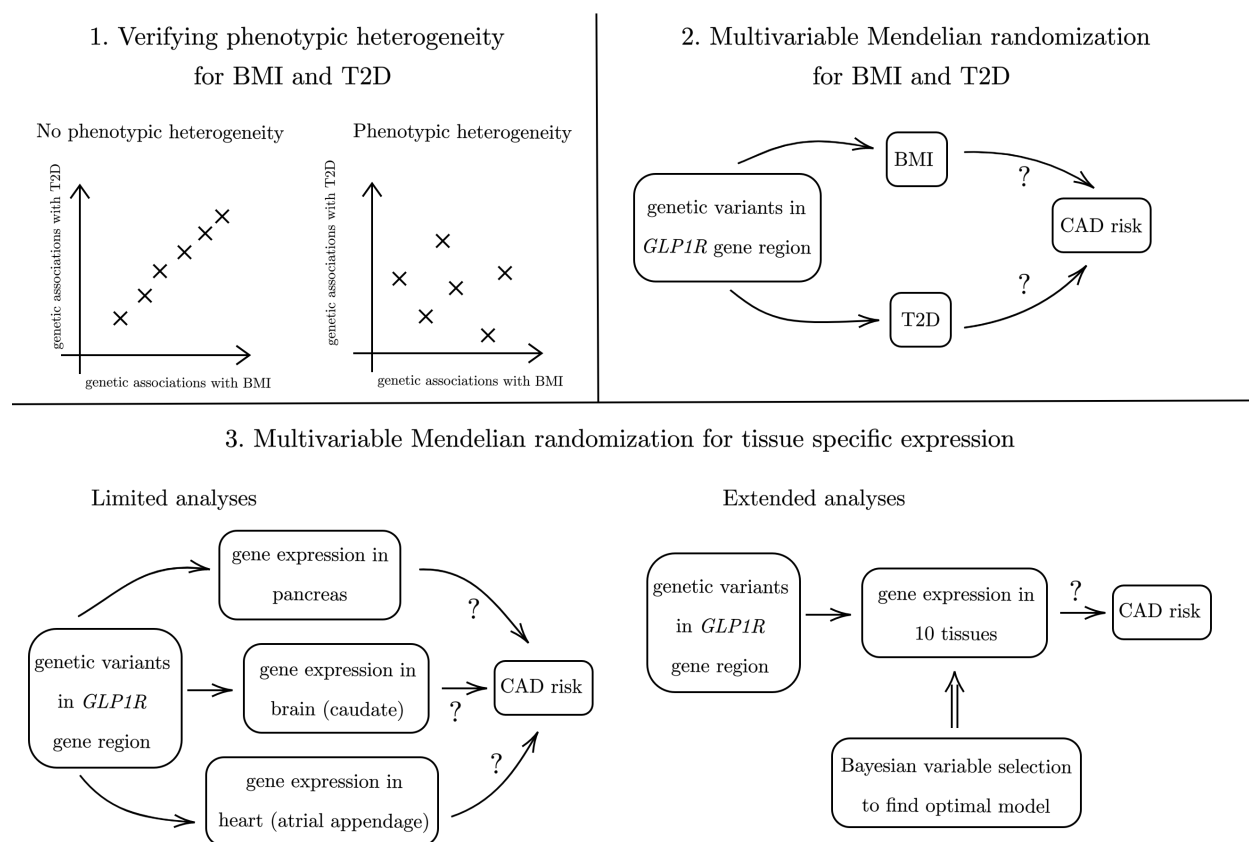 1. Verifying phenotypic heterogeneity
for BMI and T2D
No phenotypic heterogeneity
genetic associations with T2D
genetic associations with BMI
Phenotypic heterogeneity
genetic associations with T2D
genetic associations with BMI
2. Multivariable Mendelian randomization
for BMI and T2D
genetic variants in
GLP1R gene region
BMI
?
T2D
?
CAD risk
3. Multivariable Mendelian randomization for tissue specific expression
Limited analyses
genetic variants
in GLP1R
gene region
gene expression in
pancreas
?
gene expression in
brain (caudate)
?
gene expression in
heart (atrial appendage)
?
CAD risk
Extended analyses
genetic variants
in GLP1R
gene region
gene expression in
10 tissues
?
CAD risk
Bayesian variable selection
to find optimal model